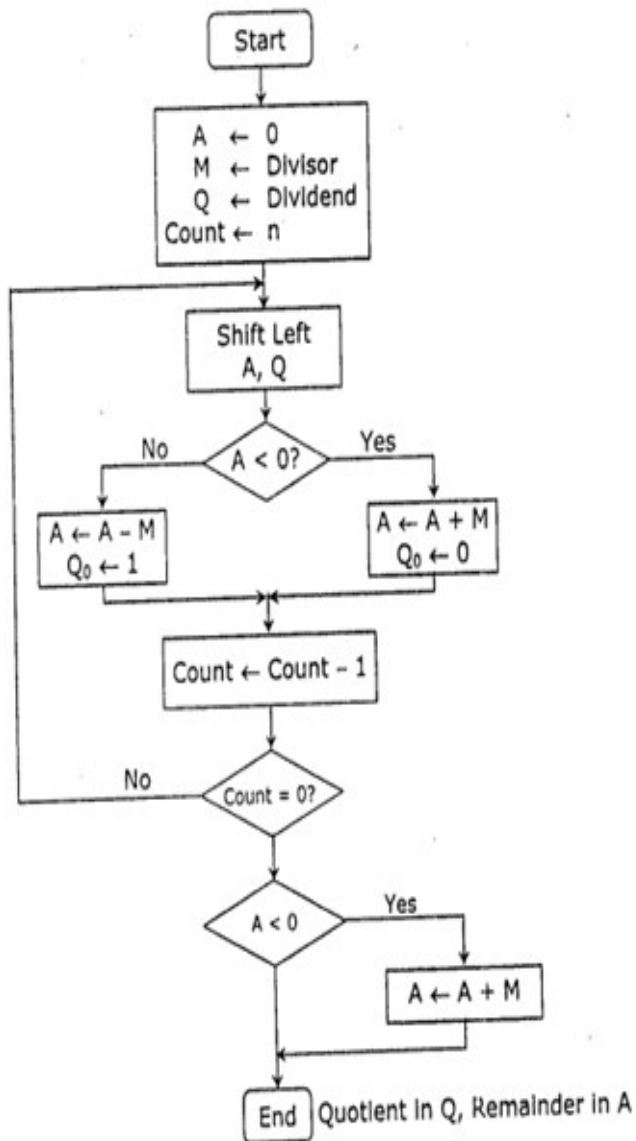 Start
A ← 0
M ← Divisor
Q ← Dividend
Count ← n
Shift Left
A, Q
No
A < 0?
Yes
A ← A – M
Q₀ ← 1
A ← A + M
Q₀ ← 0
Count ← Count – 1
No
Count = 0?
A < 0
Yes
A ← A + M
End
Quotient in Q, Remainder in A